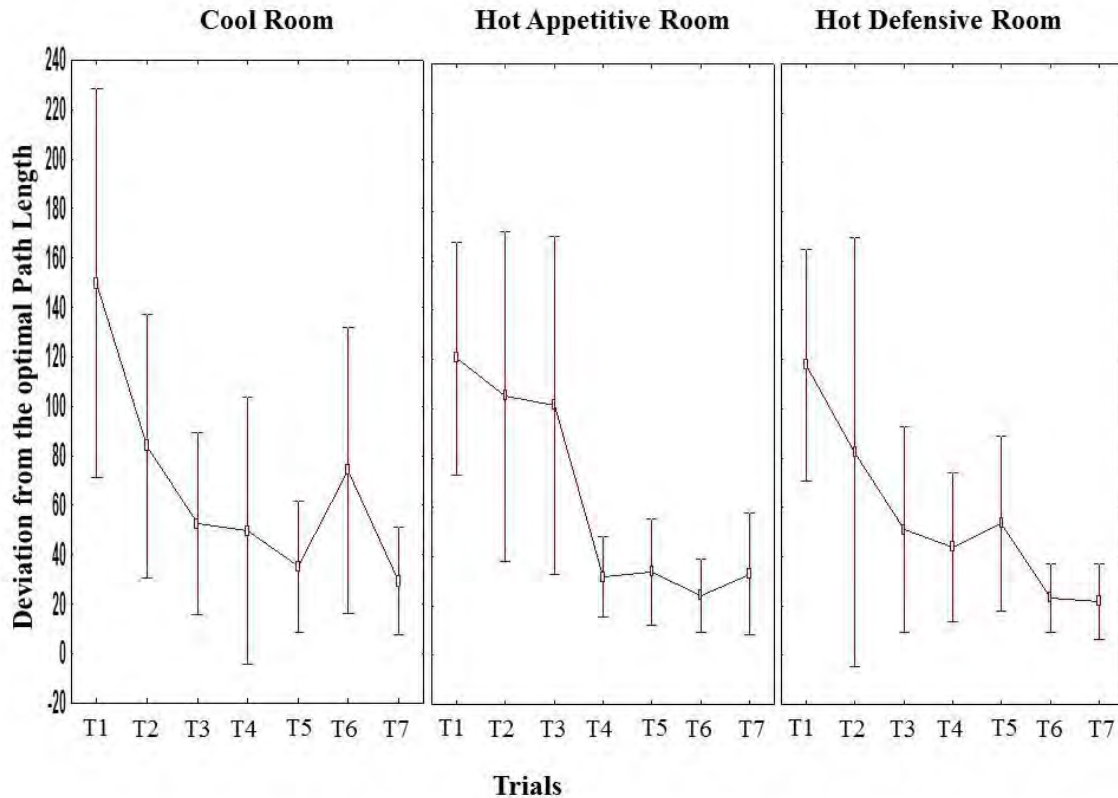 Cool Room
Hot Appetitive Room
Hot Defensive Room
Deviation from the optimal Path Length
240
220
200
180
160
140
120
100
80
60
40
20
0
-20
T1 T2 T3 T4 T5 T6 T7
T1 T2 T3 T4 T5 T6 T7
T1 T2 T3 T4 T5 T6 T7
Trials